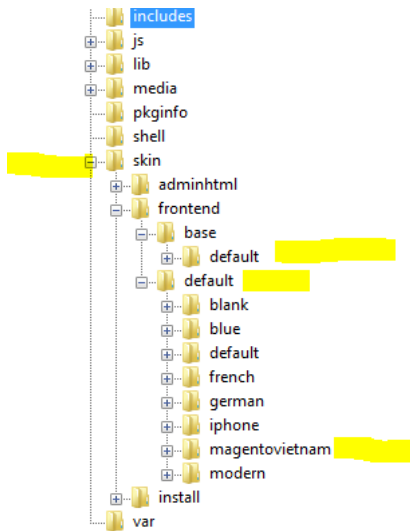 includes
js
lib
media
pkginfo
shell
skin
adminhtml
frontend
base
default
default
blank
blue
default
french
german
iphone
magentovietnam
modern
install
var